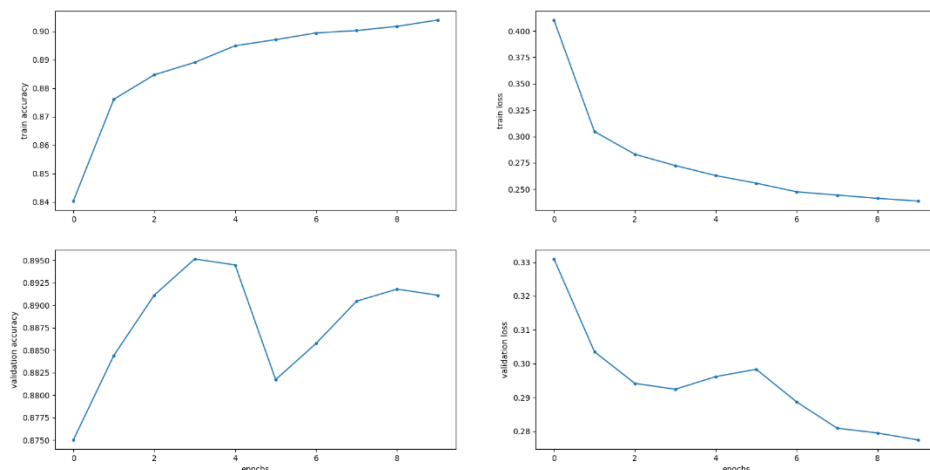 train accuracy
0.90
0.89
0.88
0.87
0.86
0.85
0.84
0 2 4 6 8
train loss
0.400
0.375
0.350
0.325
0.300
0.275
0.250
0 2 4 6 8
validation accuracy
0.8950
0.8925
0.8900
0.8875
0.8850
0.8825
0.8800
0.8775
0.8750
0 2 4 6 8
epochs
validation loss
0.33
0.32
0.31
0.30
0.29
0.28
0 2 4 6 8
epochs